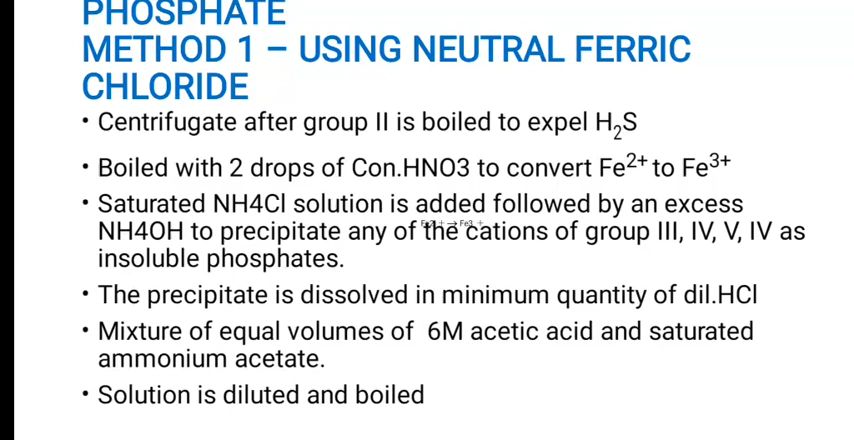 PHOSPHATE
METHOD 1 – USING NEUTRAL FERRIC
CHLORIDE
• Centrifugate after group II is boiled to expel H₂S
• Boiled with 2 drops of Con.HNO3 to convert Fe²⁺ to Fe³⁺
• Saturated NH4Cl solution is added followed by an excess
Fe2 + → Fe3 +
NH4OH to precipitate any of the cations of group III, IV, V, IV as
insoluble phosphates.
• The precipitate is dissolved in minimum quantity of dil.HCl
• Mixture of equal volumes of 6M acetic acid and saturated
ammonium acetate.
• Solution is diluted and boiled